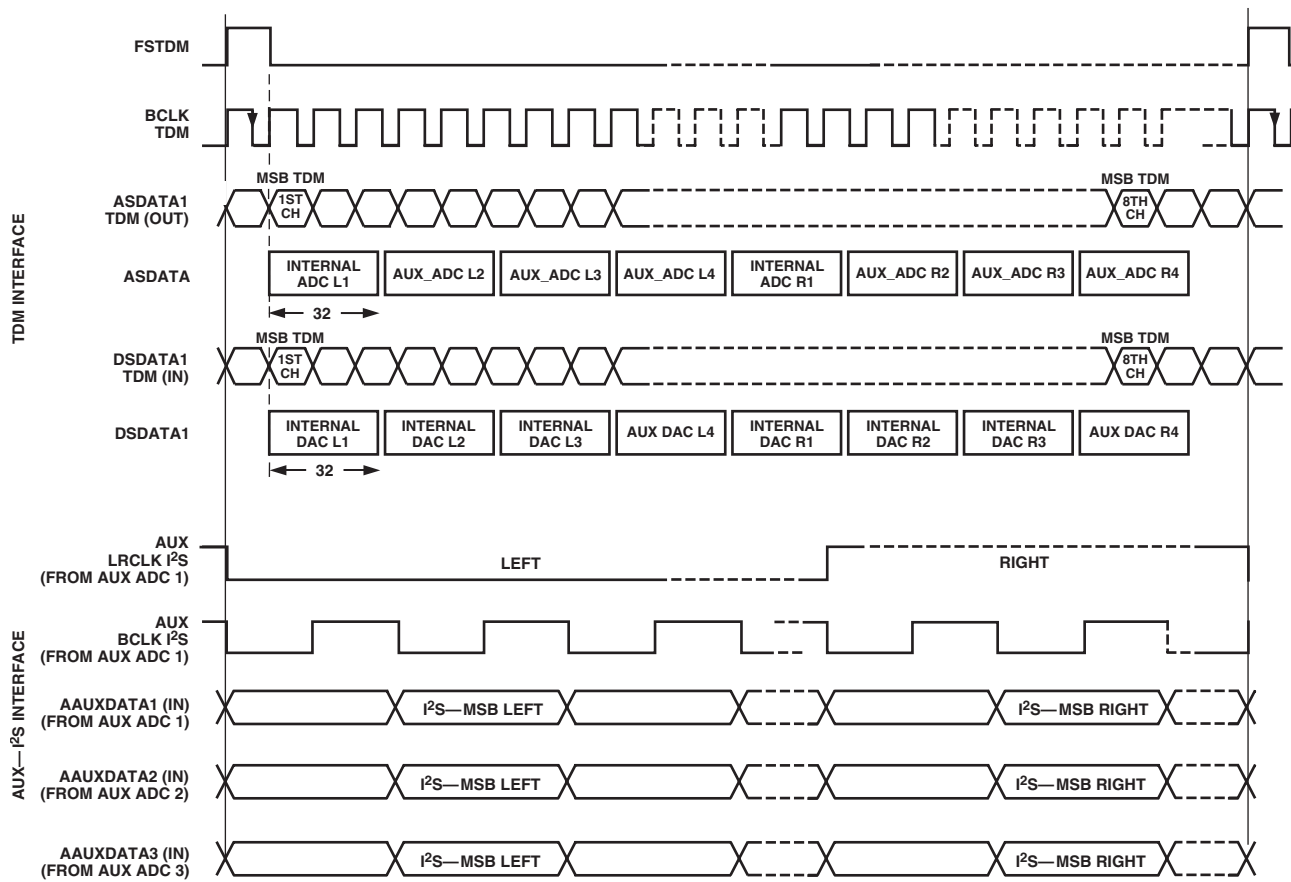 TDM INTERFACE
FSTDM
BCLK
TDM
MSB TDM
MSB TDM
ASDATA1
TDM (OUT)
1ST
CH
8TH
CH
ASDATA
INTERNAL
ADC L1
AUX_ADC L2
AUX_ADC L3
AUX_ADC L4
INTERNAL
ADC R1
AUX_ADC R2
AUX_ADC R3
AUX_ADC R4
32
MSB TDM
MSB TDM
DSDATA1
TDM (IN)
1ST
CH
8TH
CH
DSDATA1
INTERNAL
DAC L1
INTERNAL
DAC L2
INTERNAL
DAC L3
AUX DAC L4
INTERNAL
DAC R1
INTERNAL
DAC R2
INTERNAL
DAC R3
AUX DAC R4
32
AUX—I²S INTERFACE
AUX
LRCLK I²S
(FROM AUX ADC 1)
LEFT
RIGHT
AUX
BCLK I²S
(FROM AUX ADC 1)
AAUXDATA1 (IN)
(FROM AUX ADC 1)
I²S—MSB LEFT
I²S—MSB RIGHT
AAUXDATA2 (IN)
(FROM AUX ADC 2)
I²S—MSB LEFT
I²S—MSB RIGHT
AAUXDATA3 (IN)
(FROM AUX ADC 3)
I²S—MSB LEFT
I²S—MSB RIGHT